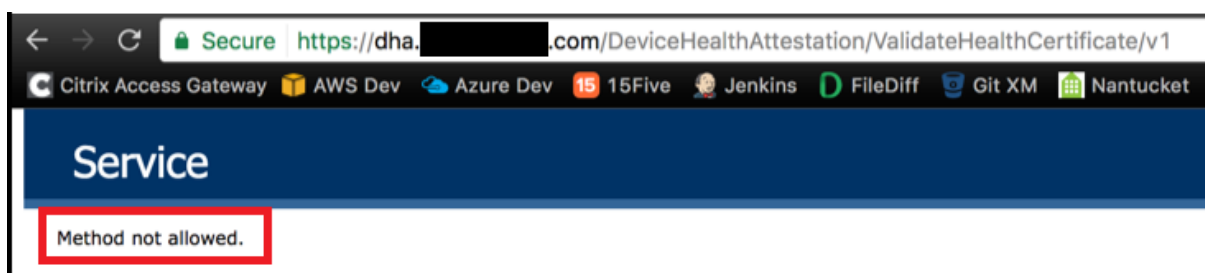 Secure https://dha. .com/DeviceHealthAttestation/ValidateHealthCertificate/v1
C Citrix Access Gateway AWS Dev Azure Dev 15 15Five Jenkins D FileDiff Git XM Nantucket
Service
Method not allowed.